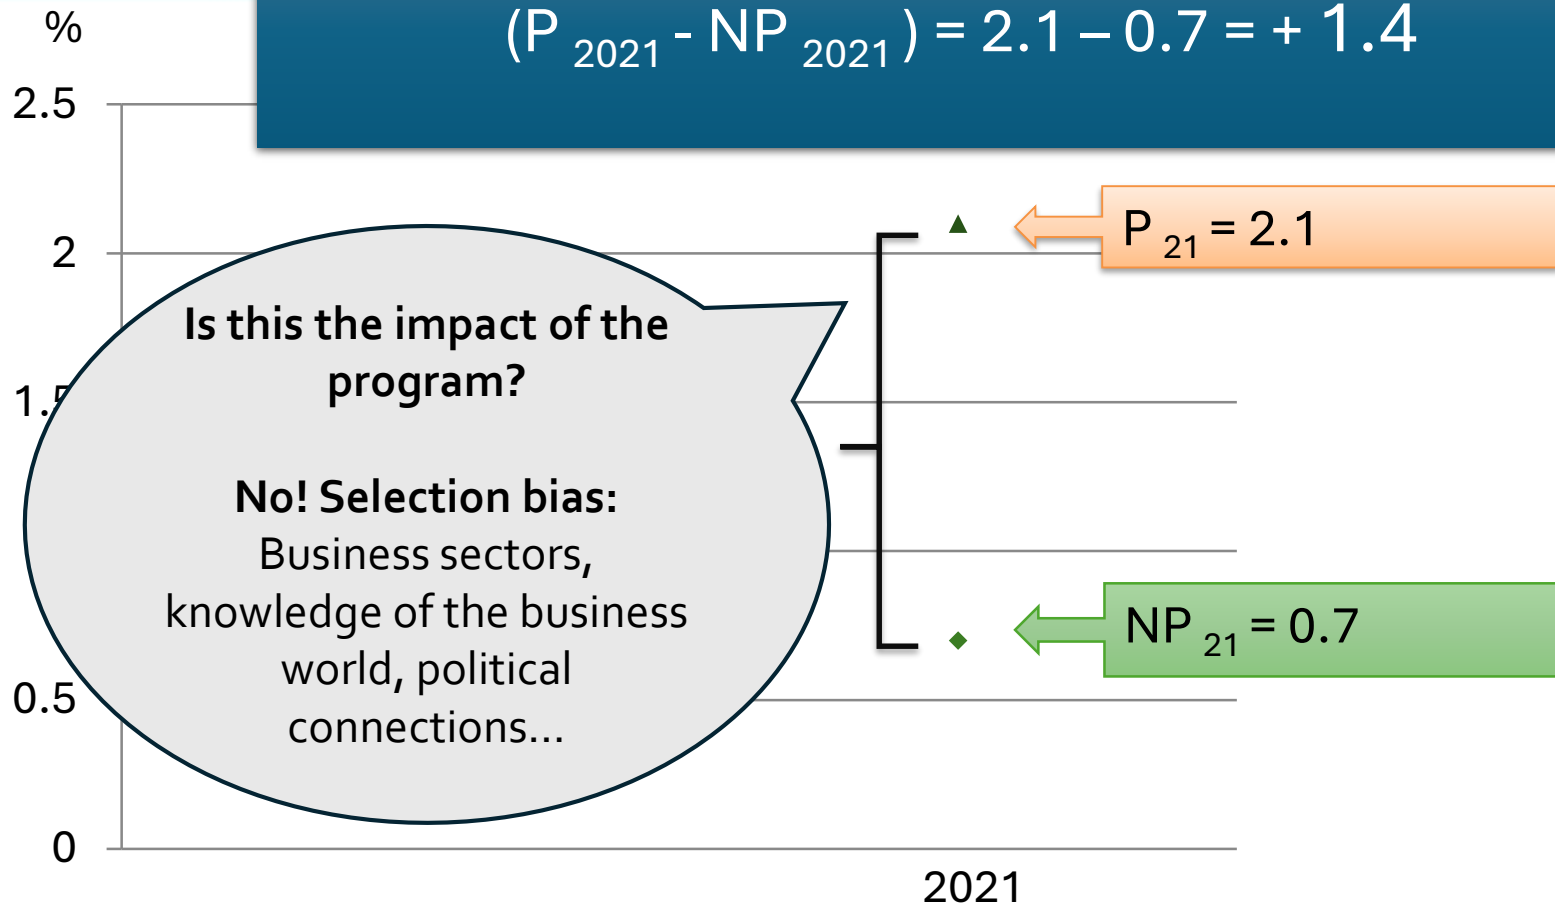 %
(P 2021 - NP 2021 ) = 2.1 – 0.7 = + 1.4
2.5
P 21 = 2.1
2
Is this the impact of the
program?
1.5
No! Selection bias:
Business sectors,
knowledge of the business
world, political
connections...
NP 21 = 0.7
0.5
0
2021